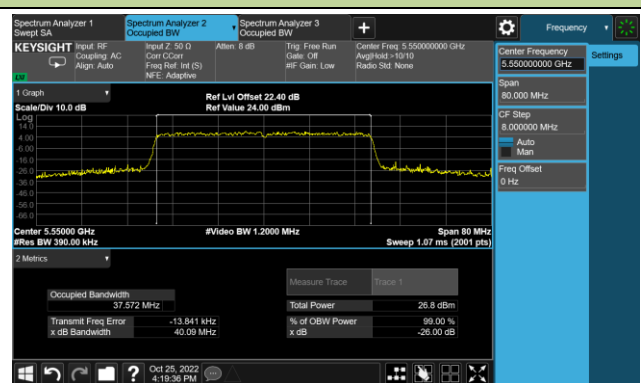 Spectrum Analyzer 1
Swept SA
Spectrum Analyzer 2
Occupied BW
Spectrum Analyzer 3
Occupied BW
+
Frequency
KEYSIGHT
Input: RF
Coupling: AC
Align: Auto
Input Z: 50 Ω
Corr CCorr
Freq Ref: Int (S)
NFE: Adaptive
Atten: 8 dB
Trig: Free Run
Gate: Off
#IF Gain: Low
Center Freq: 5.550000000 GHz
Avg|Hold:>10/10
Radio Std: None
Center Frequency
5.550000000 GHz
Settings
Span
80.000 MHz
CF Step
8.000000 MHz
Auto
Man
Freq Offset
0 Hz
1 Graph
Scale/Div 10.0 dB
Ref Lvl Offset 22.40 dB
Ref Value 24.00 dBm
Log
14.0
4.00
-6.00
-16.0
-26.0
-36.0
-46.0
-56.0
-66.0
Center 5.55000 GHz
#Res BW 390.00 kHz
#Video BW 1.2000 MHz
Span 80 MHz
Sweep 1.07 ms (2001 pts)
2 Metrics
Measure Trace
Trace 1
Occupied Bandwidth
37.572 MHz
Total Power
26.8 dBm
Transmit Freq Error
-13.841 kHz
% of OBW Power
99.00 %
x dB Bandwidth
40.09 MHz
x dB
-26.00 dB
?
Oct 25, 2022
4:19:36 PM